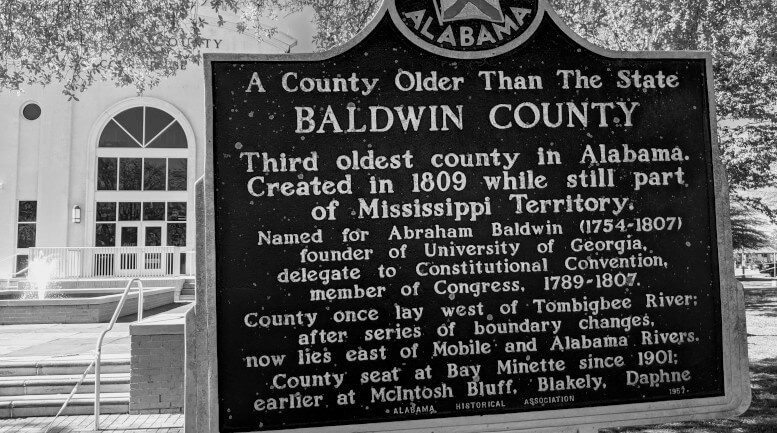 ALABAMA
A County Older Than The State
BALDWIN COUNTY
Third oldest county in Alabama.
Created in 1809 while still part
of Mississippi Territory.
Named for Abraham Baldwin (1754-1807)
founder of University of Georgia,
delegate to Constitutional Convention,
member of Congress, 1789-1807.
County once lay west of Tombigbee River;
after series of boundary changes,
now lies east of Mobile and Alabama Rivers.
County seat at Bay Minette since 1901;
earlier at McIntosh Bluff, Blakely, Daphne
ALABAMA HISTORICAL ASSOCIATION 1957
COUNTY